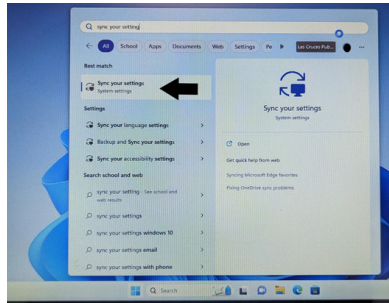 sync your setting
All School Apps Documents Web Settings Pe Las Cruces Pub...
Best match
Sync your settings
System settings
Settings
Sync your language settings
Backup and Sync your settings
Sync your accessibility settings
Search school and web
sync your setting - See school and
web results
sync your settings
sync your settings windows 10
sync your settings email
sync your settings with phone
Sync your settings
System settings
Open
Get quick help from web
Syncing Microsoft Edge favorites
Fixing OneDrive sync problems
Search